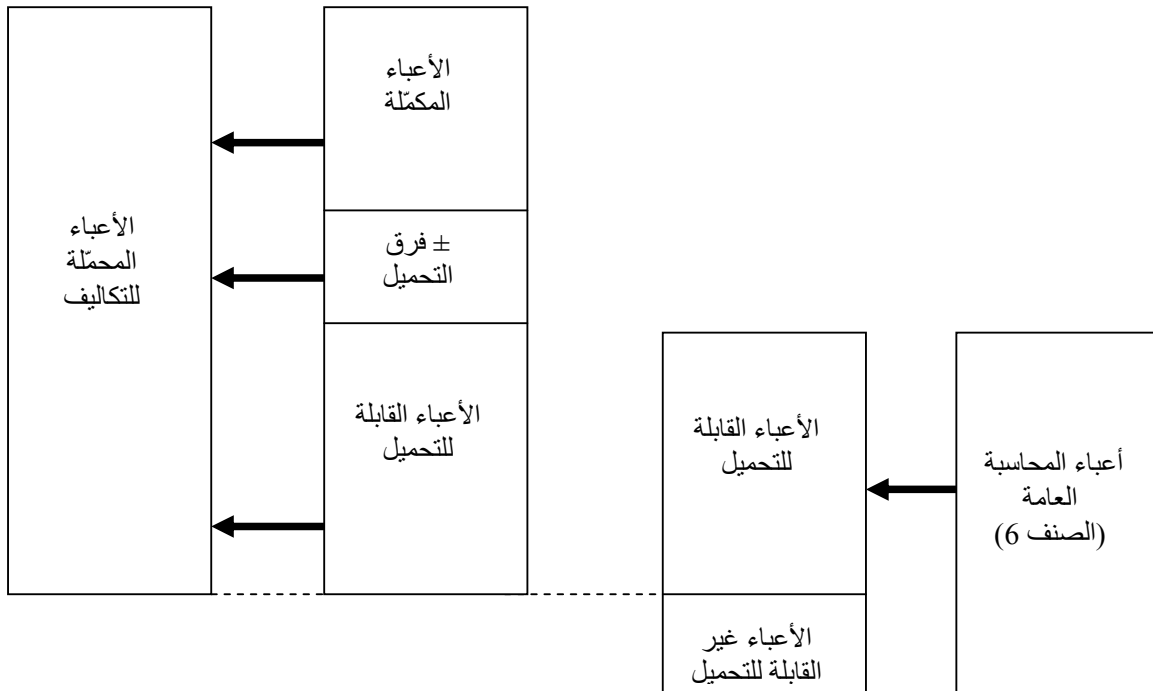 الأعباء
المكمّلة
الأعباء
المحمّلة
للتكاليف
± فرق
التحميل
الأعباء القابلة
للتحميل
الأعباء القابلة
للتحميل
أعباء المحاسبة
العامة
(الصنف 6)
الأعباء غير
القابلة للتحميل